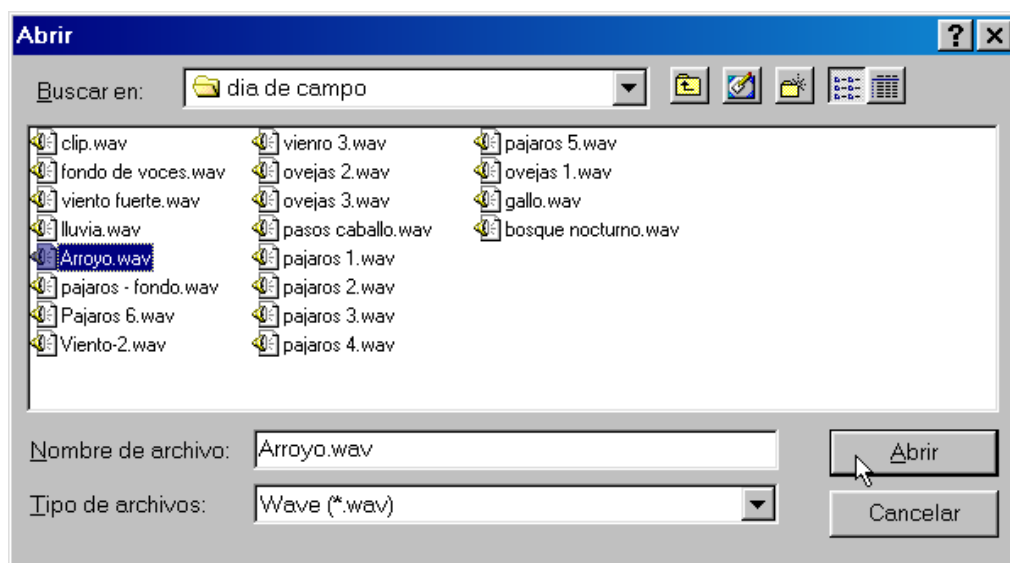 Abrir
Buscar en: dia de campo
clip.wav
fondo de voces.wav
viento fuerte.wav
lluvia.wav
Arroyo.wav
pajaros - fondo.wav
Pajaros 6.wav
Viento-2.wav
vienro 3.wav
ovejas 2.wav
ovejas 3.wav
pasos caballo.wav
pajaros 1.wav
pajaros 2.wav
pajaros 3.wav
pajaros 4.wav
pajaros 5.wav
ovejas 1.wav
gallo.wav
bosque nocturno.wav
Nombre de archivo: Arroyo.wav
Abrir
Tipo de archivos: Wave (*.wav)
Cancelar